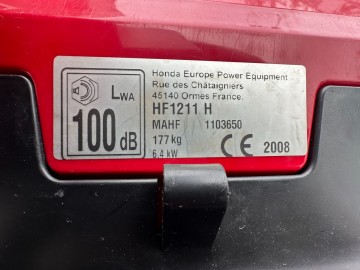 Honda Europe Power Equipment
Rue des Châtaigniers
45140 Ormes France.
HF1211 H
MAHF 1103650
177 kg
6.4 kW
CE 2008
LWA
100 dB